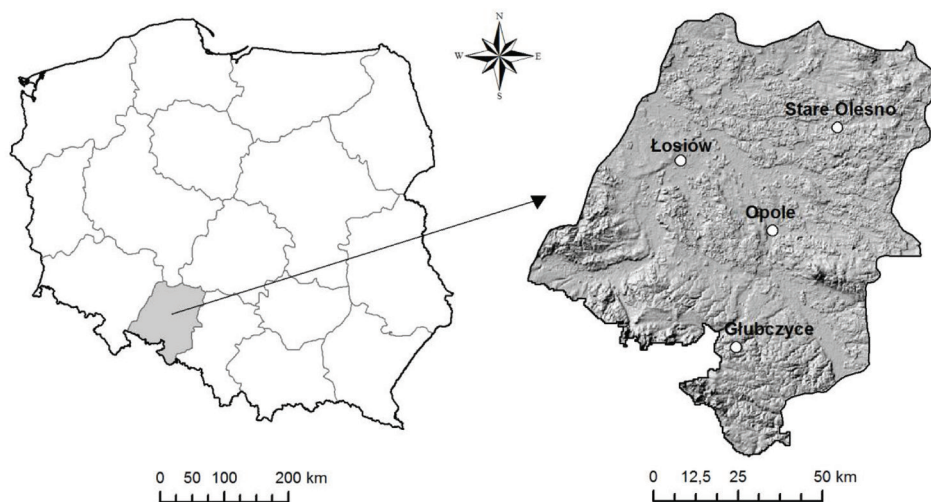 N
W E
S
Stare Olesno
Łosiów
Opole
Głubczyce
0 50 100 200 km
0 12,5 25 50 km